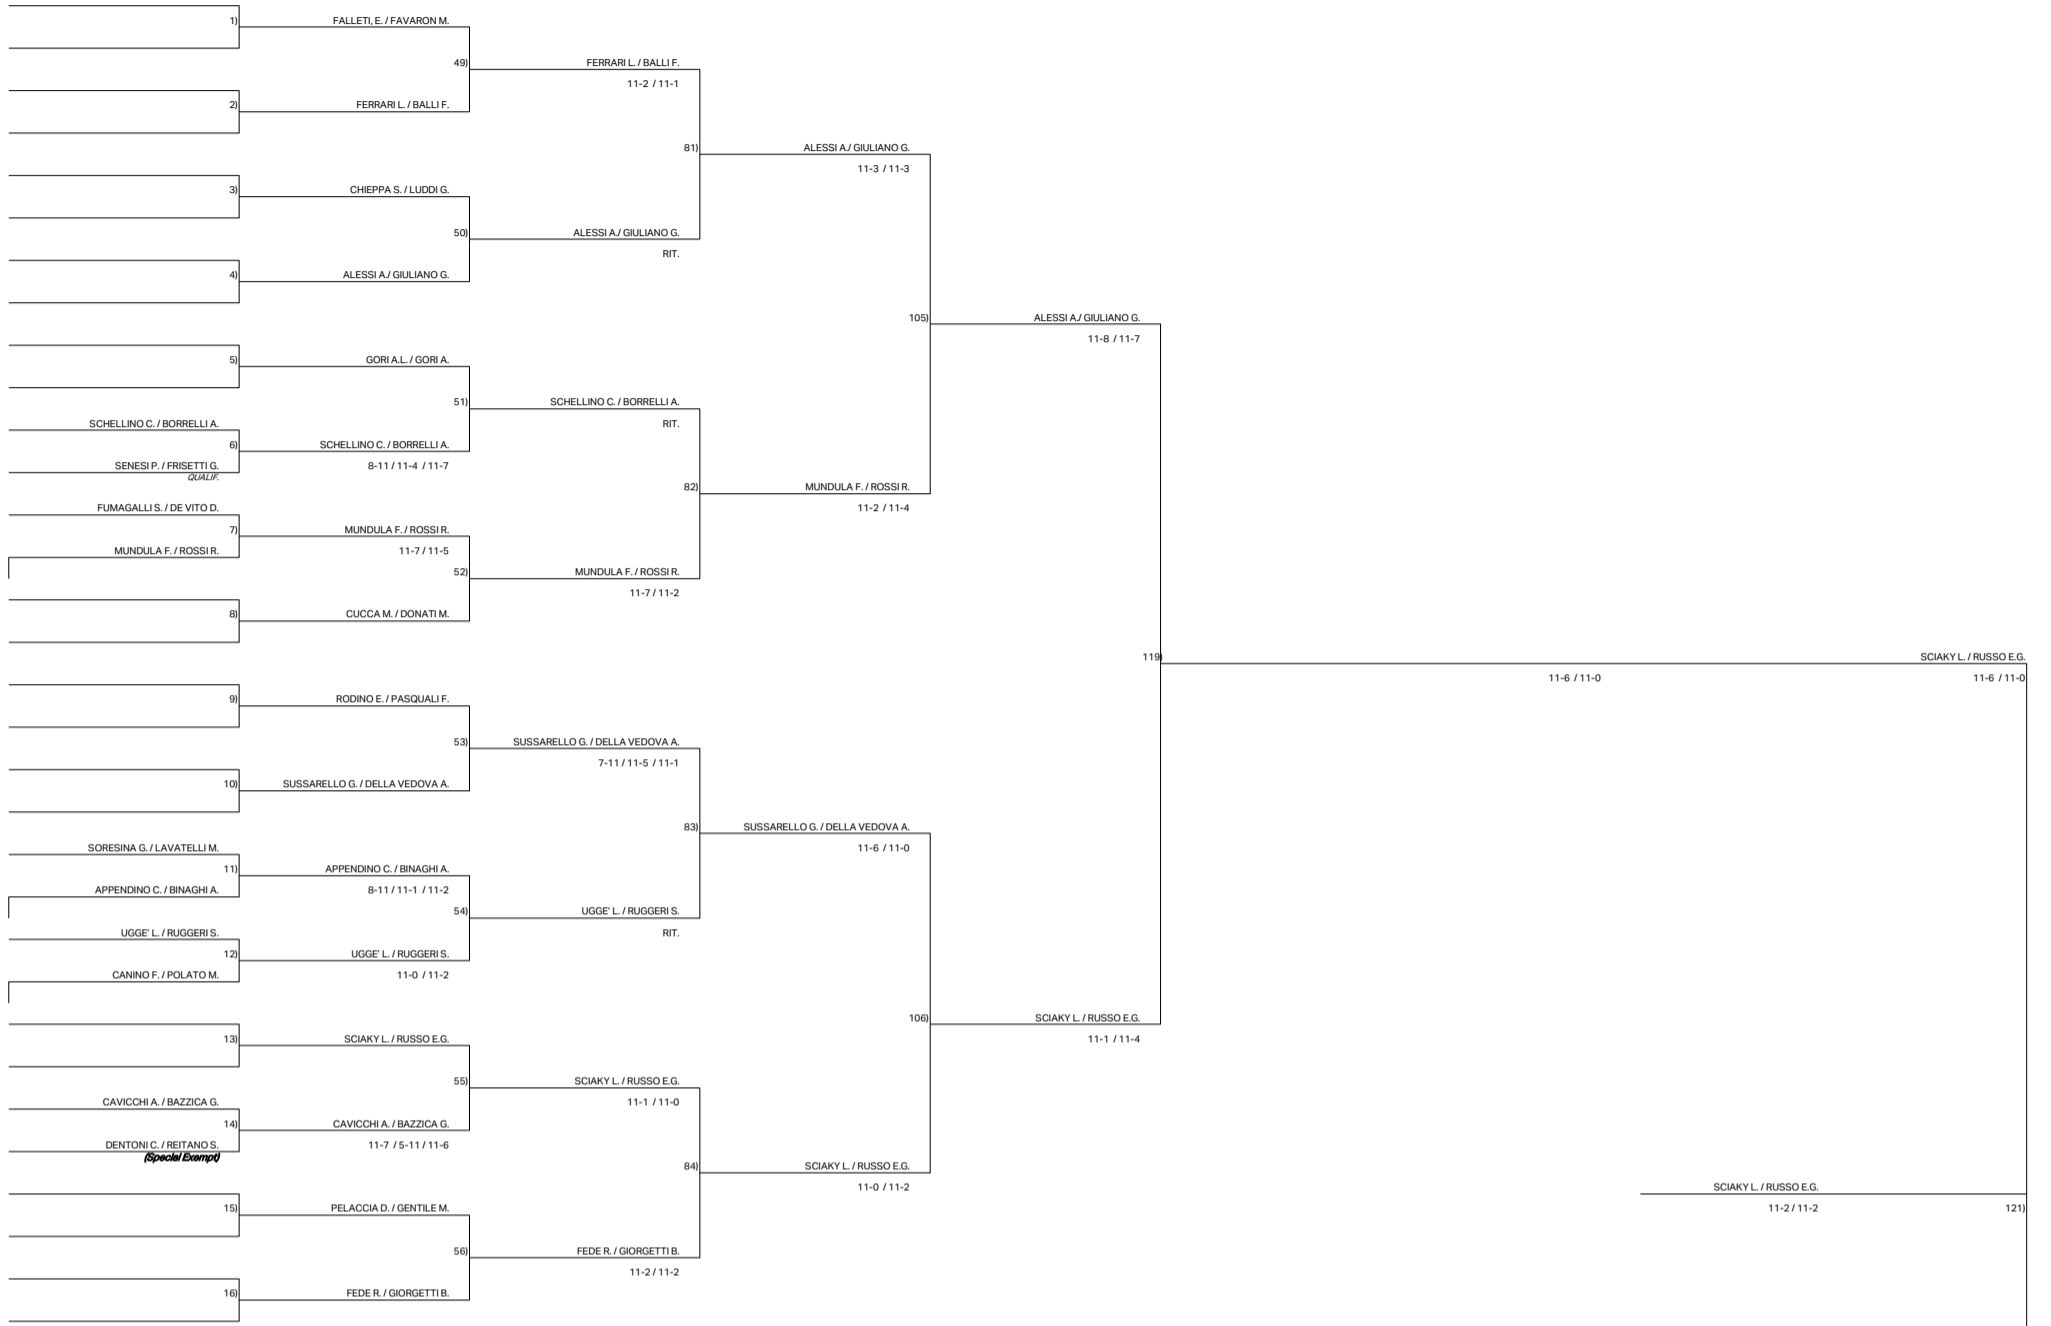 1) FALLETI, E. / FAVARON M.
49) FERRARI L. / BALLI F.
11-2 / 11-1
2) FERRARI L. / BALLI F.
81) ALESSI A./ GIULIANO G.
11-3 / 11-3
3) CHIEPPA S. / LUDDI G.
50) ALESSI A./ GIULIANO G.
RIT.
4) ALESSI A./ GIULIANO G.
105) ALESSI A./ GIULIANO G.
11-8 / 11-7
5) GORI A.L. / GORI A.
51) SCHELLINO C. / BORRELLI A.
RIT.
SCHELLINO C. / BORRELLI A.
6) SCHELLINO C. / BORRELLI A.
SENESI P. / FRISETTI G. 8-11 / 11-4 / 11-7
QUALIF.
82) MUNDULA F. / ROSSI R.
11-2 / 11-4
FUMAGALLI S. / DE VITO D.
7) MUNDULA F. / ROSSI R.
MUNDULA F. / ROSSI R. 11-7 / 11-5
52) MUNDULA F. / ROSSI R.
11-7 / 11-2
8) CUCCA M. / DONATI M.
119) SCIAKY L. / RUSSO E.G.
11-6 / 11-0 11-6 / 11-0
9) RODINO E. / PASQUALI F.
53) SUSSARELLO G. / DELLA VEDOVA A.
7-11 / 11-5 / 11-1
10) SUSSARELLO G. / DELLA VEDOVA A.
83) SUSSARELLO G. / DELLA VEDOVA A.
SORESINA G. / LAVATELLI M. 11-6 / 11-0
11) APPENDINO C. / BINAGHI A.
APPENDINO C. / BINAGHI A. 8-11 / 11-1 / 11-2
54) UGGE' L. / RUGGERI S.
UGGE' L. / RUGGERI S. RIT.
12) UGGE' L. / RUGGERI S.
CANINO F. / POLATO M. 11-0 / 11-2
106) SCIAKY L. / RUSSO E.G.
13) SCIAKY L. / RUSSO E.G. 11-1 / 11-4
55) SCIAKY L. / RUSSO E.G.
CAVICCHI A. / BAZZICA G. 11-1 / 11-0
14) CAVICCHI A. / BAZZICA G.
DENTONI C. / REITANO S. 11-7 / 5-11 / 11-6
(Special Exempt)
84) SCIAKY L. / RUSSO E.G.
11-0 / 11-2
SCIAKY L. / RUSSO E.G.
15) PELACCIA D. / GENTILE M. 11-2 / 11-2 121)
56) FEDE R. / GIORGETTI B.
11-2 / 11-2
16) FEDE R. / GIORGETTI B.